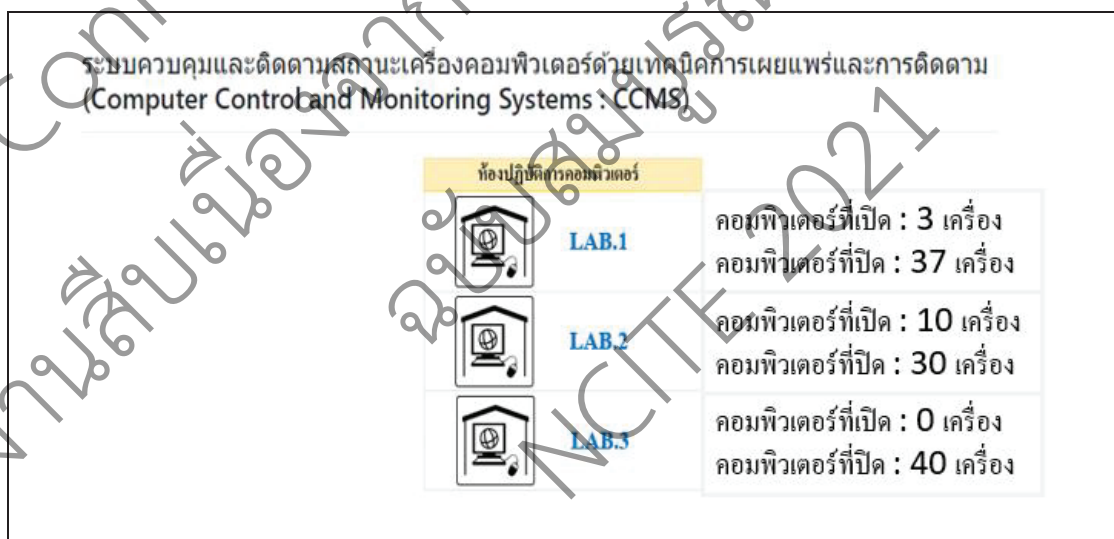 ระบบควบคุมและติดตามสถานะเครื่องคอมพิวเตอร์ด้วยเทคนิคการเผยแพร่และการติดตาม
(Computer Control and Monitoring Systems : CCMS)
ห้องปฏิบัติการคอมพิวเตอร์
LAB.1
คอมพิวเตอร์ที่เปิด : 3 เครื่อง
คอมพิวเตอร์ที่ปิด : 37 เครื่อง
LAB.2
คอมพิวเตอร์ที่เปิด : 10 เครื่อง
คอมพิวเตอร์ที่ปิด : 30 เครื่อง
LAB.3
คอมพิวเตอร์ที่เปิด : 0 เครื่อง
คอมพิวเตอร์ที่ปิด : 40 เครื่อง
ฉบับสมบูรณ์
NCITE 2021